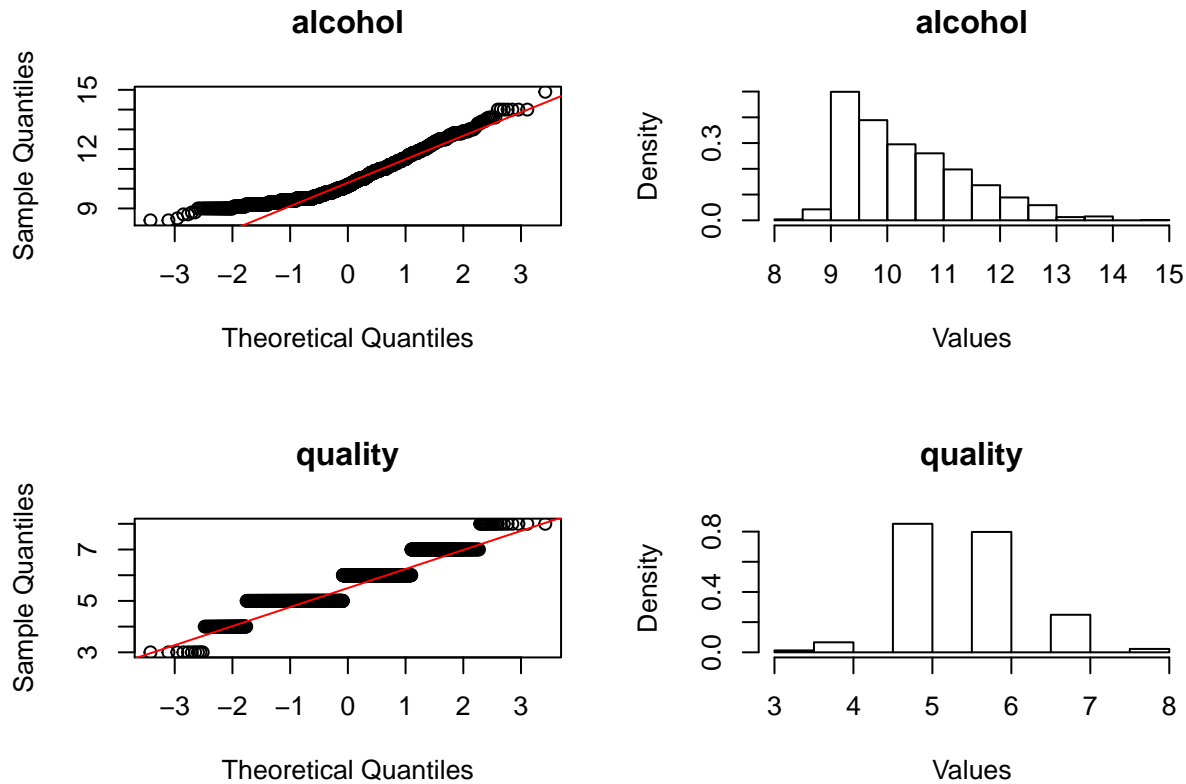 alcohol
Sample Quantiles
9 12 15
−3 −2 −1 0 1 2 3
Theoretical Quantiles
alcohol
Density
0.0 0.3
8 9 10 11 12 13 14 15
Values
quality
Sample Quantiles
3 5 7
−3 −2 −1 0 1 2 3
Theoretical Quantiles
quality
Density
0.0 0.4 0.8
3 4 5 6 7 8
Values